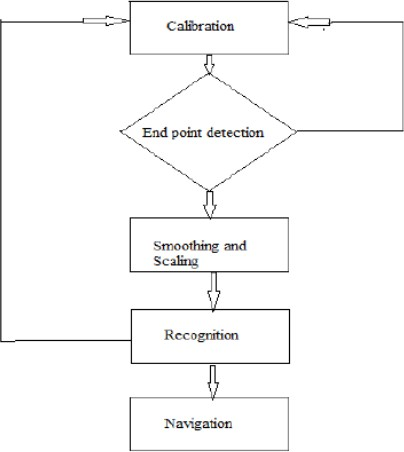 Calibration
End point detection
Smoothing and
Scaling
Recognition
Navigation